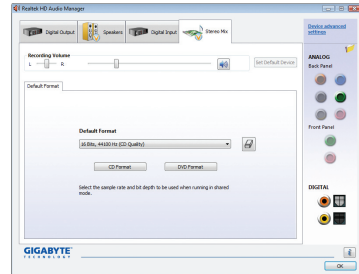 Realtek HD Audio Manager
Digital Output
Speakers
Digital Input
Stereo Mix
Device advanced
settings
Recording Volume
L
R
Set Default Device
ANALOG
Back Panel
Default Format
Default Format
16 Bits, 44100 Hz (CD Quality)
CD Format
DVD Format
Select the sample rate and bit depth to be used when running in shared
mode.
Front Panel
DIGITAL
GIGABYTE
TECHNOLOGY
i
OK